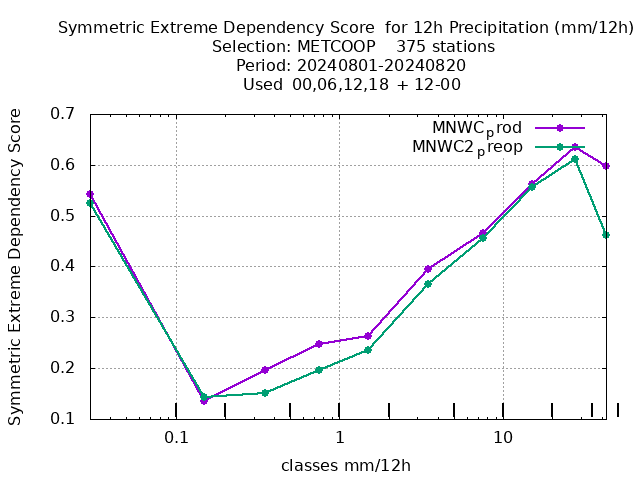 Symmetric Extreme Dependency Score for 12h Precipitation (mm/12h)
Selection: METCOOP 375 stations
Period: 20240801-20240820
Used 00,06,12,18 + 12-00
MNWCprod
MNWC2preop
0.7
0.6
0.5
0.4
0.3
0.2
0.1
Symmetric Extreme Dependency Score
0.1 1 10
classes mm/12h